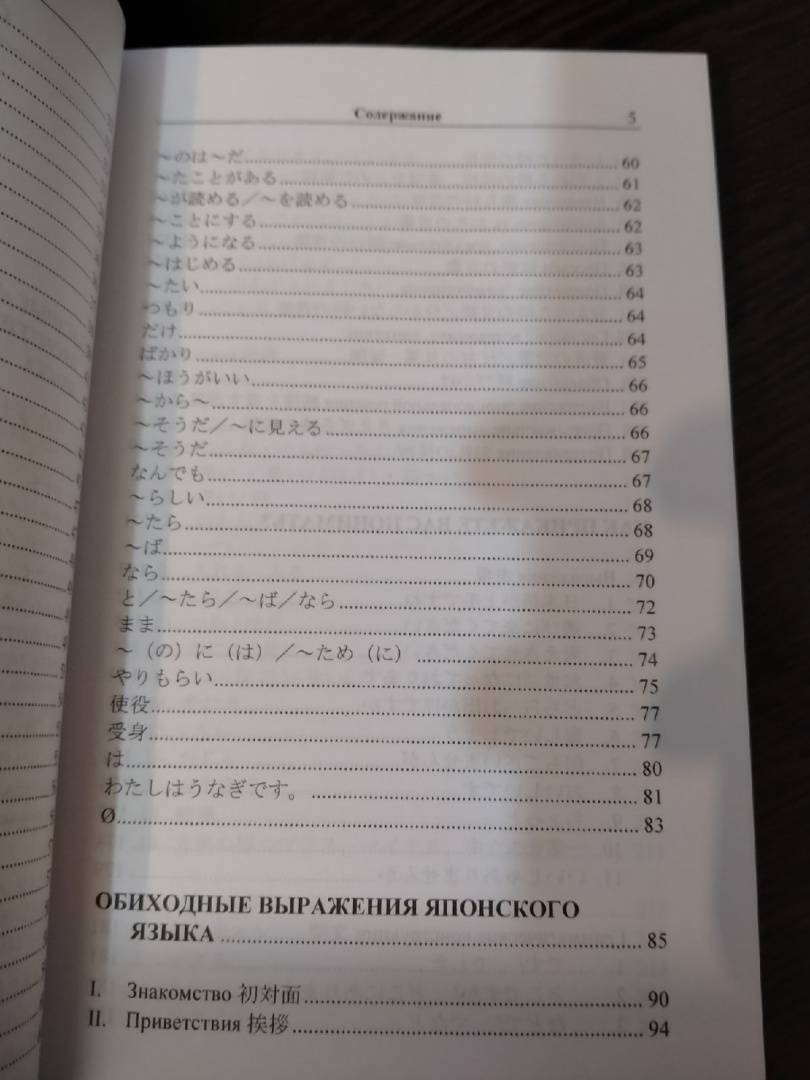 Содержание 5
～のは～だ 60
～たことがある 61
～が読める／～を読める 62
～ことにする 62
～ようになる 63
～はじめる 63
～たい 64
つもり 64
だけ 64
ばかり 65
～ほうがいい 66
～から～ 66
～そうだ／～に見える 66
～そうだ 67
なんでも 67
～らしい 68
～たら 68
～ば 69
なら 70
と／～たら／～ば／なら 72
まま 73
～（の）に（は）／～ため（に） 74
やりもらい 75
使役 77
受身 77
は 80
わたしはうなぎです。 81
Ø 83
ОБИХОДНЫЕ ВЫРАЖЕНИЯ ЯПОНСКОГО
ЯЗЫКА 85
I. Знакомство 初対面 90
II. Приветствия 挨拶 94